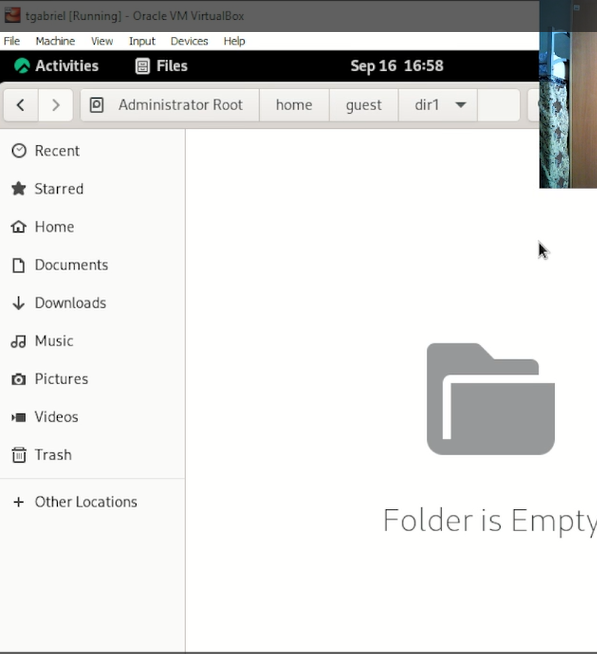 tgabriel [Running] - Oracle VM VirtualBox
File Machine View Input Devices Help
Activities Files Sep 16 16:58
Administrator Root home guest dir1
Recent
Starred
Home
Documents
Downloads
Music
Pictures
Videos
Trash
Other Locations
Folder is Empty